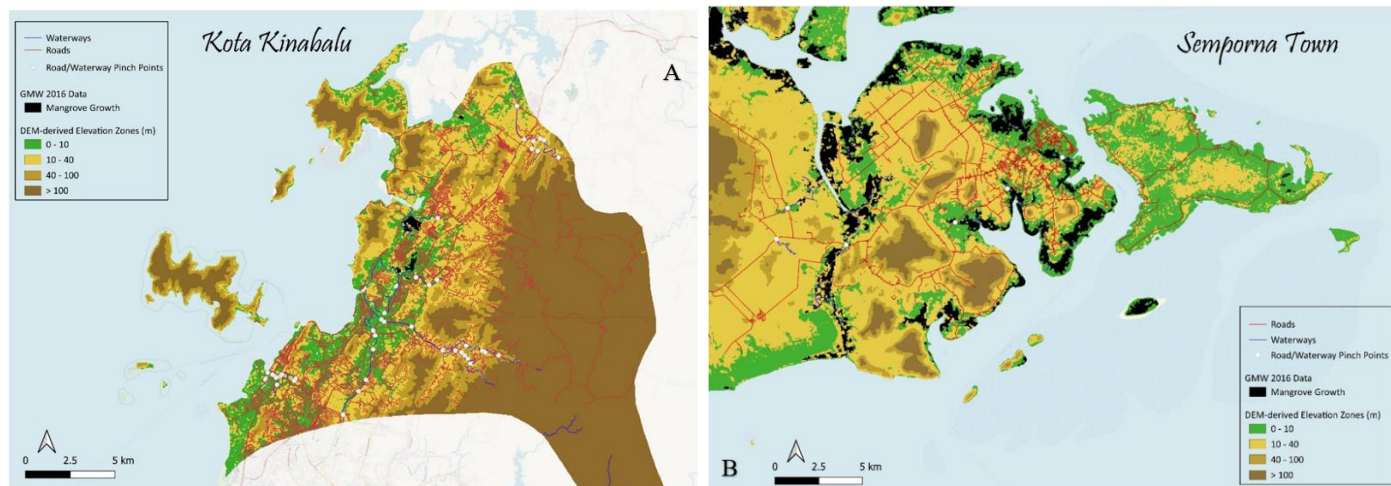 Waterways
Roads
Road/Waterway Pinch Points
GMW 2016 Data
Mangrove Growth
DEM-derived Elevation Zones (m)
0 - 10
10 - 40
40 - 100
> 100
Kota Kinabalu
A
0 2.5 5 km
Semporna Town
Roads
Waterways
Road/Waterway Pinch Points
GMW 2016 Data
Mangrove Growth
DEM-derived Elevation Zones (m)
0 - 10
10 - 40
40 - 100
> 100
B
0 2.5 5 km